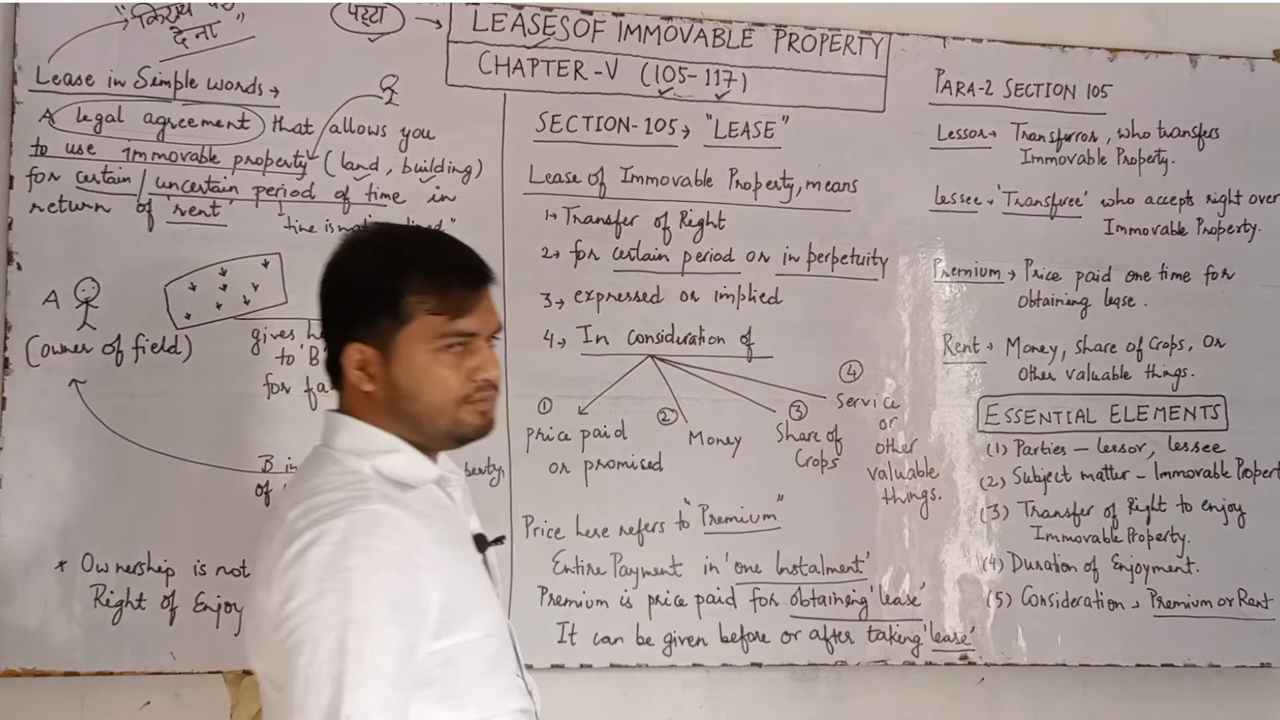 "किराये पर
देना"
पट्टा →
LEASES OF IMMOVABLE PROPERTY
CHAPTER-V (105-117)
Lease in Simple words →
A legal agreement that allows you
to use immovable property (land, building)
for certain/uncertain period of time in
return of 'rent'
time is not
A
(owner of field)
gives
to 'B'
for
B in
of
* Ownership is not
Right of Enjoy
SECTION-105 → "LEASE"
Lease of Immovable Property, means
1→ Transfer of Right
2→ for certain period or in perpetuity
3→ expressed or implied
4→ In consideration of
① price paid
or promised
② Money
③ Share of
Crops
④ Service
or
other
valuable
things.
Price here refers to "Premium"
Entire Payment in 'one Instalment'
Premium is price paid for obtaining 'lease'
It can be given before or after taking 'lease'
PARA-2 SECTION 105
Lessor → Transferror, who transfers
Immovable Property.
Lessee → 'Transferee' who accepts right over
Immovable Property.
Premium → Price paid one time for
obtaining lease.
Rent → Money, Share of Crops, or
Other valuable things.
ESSENTIAL ELEMENTS
(1) Parties - lessor, lessee
(2) Subject matter - Immovable Propert
(3) Transfer of Right to enjoy
Immovable Property.
(4) Duration of Enjoyment.
(5) Consideration → Premium or Rent